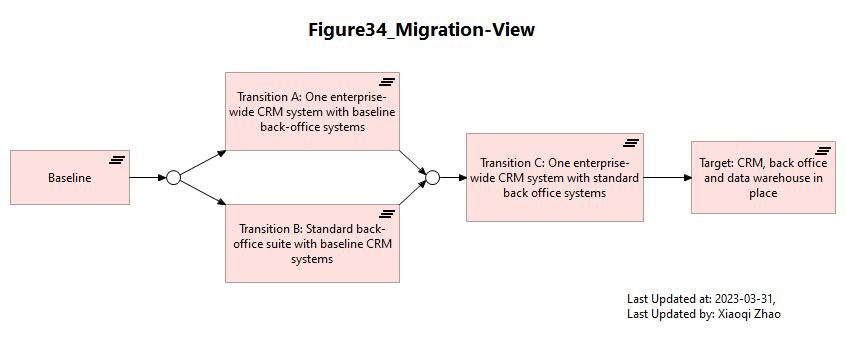 Figure34_Migration-View
Baseline
Transition A: One enterprise-
wide CRM system with baseline
back-office systems
Transition B: Standard back-
office suite with baseline CRM
systems
Transition C: One enterprise-
wide CRM system with standard
back office systems
Target: CRM, back office
and data warehouse in
place
Last Updated at: 2023-03-31,
Last Updated by: Xiaoqi Zhao